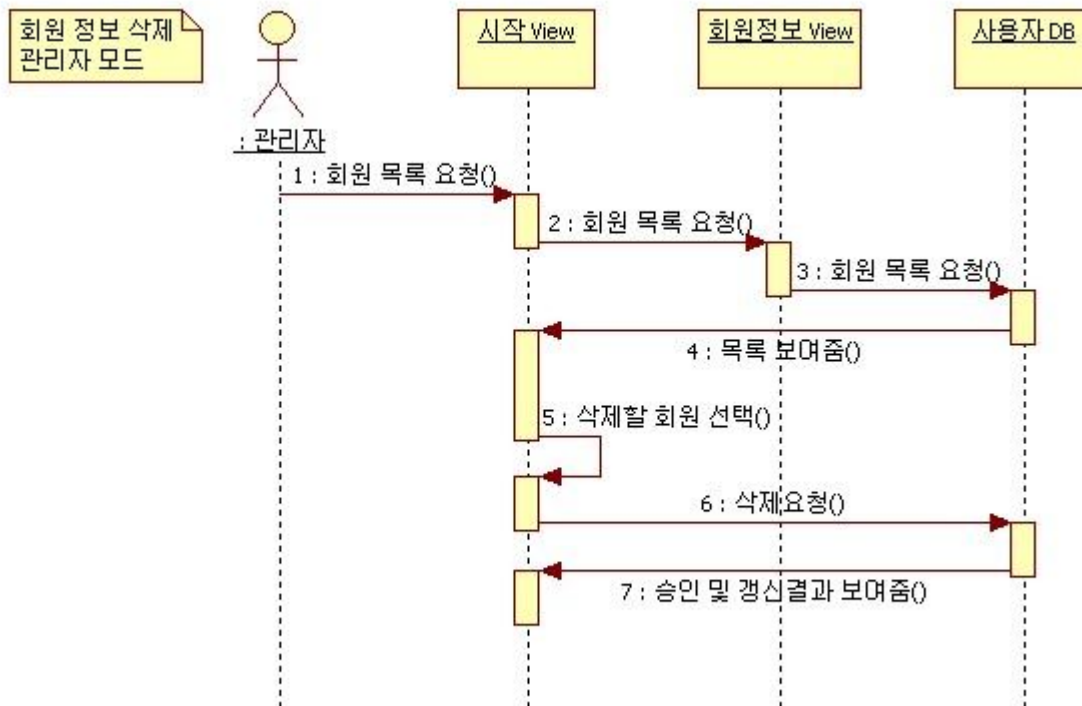 회원 정보 삭제
관리자 모드
시작 View
회원정보 View
사용자 DB
: 관리자
1 : 회원 목록 요청()
2 : 회원 목록 요청()
3 : 회원 목록 요청()
4 : 목록 보여줌()
5 : 삭제할 회원 선택()
6 : 삭제요청()
7 : 승인 및 갱신결과 보여줌()